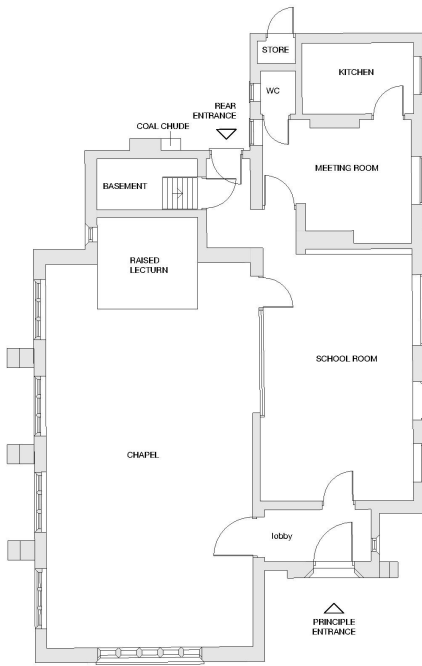 STORE
KITCHEN
WC
REAR
ENTRANCE
COAL CHUDE
MEETING ROOM
BASEMENT
RAISED
LECTURN
SCHOOL ROOM
CHAPEL
lobby
PRINCIPLE
ENTRANCE